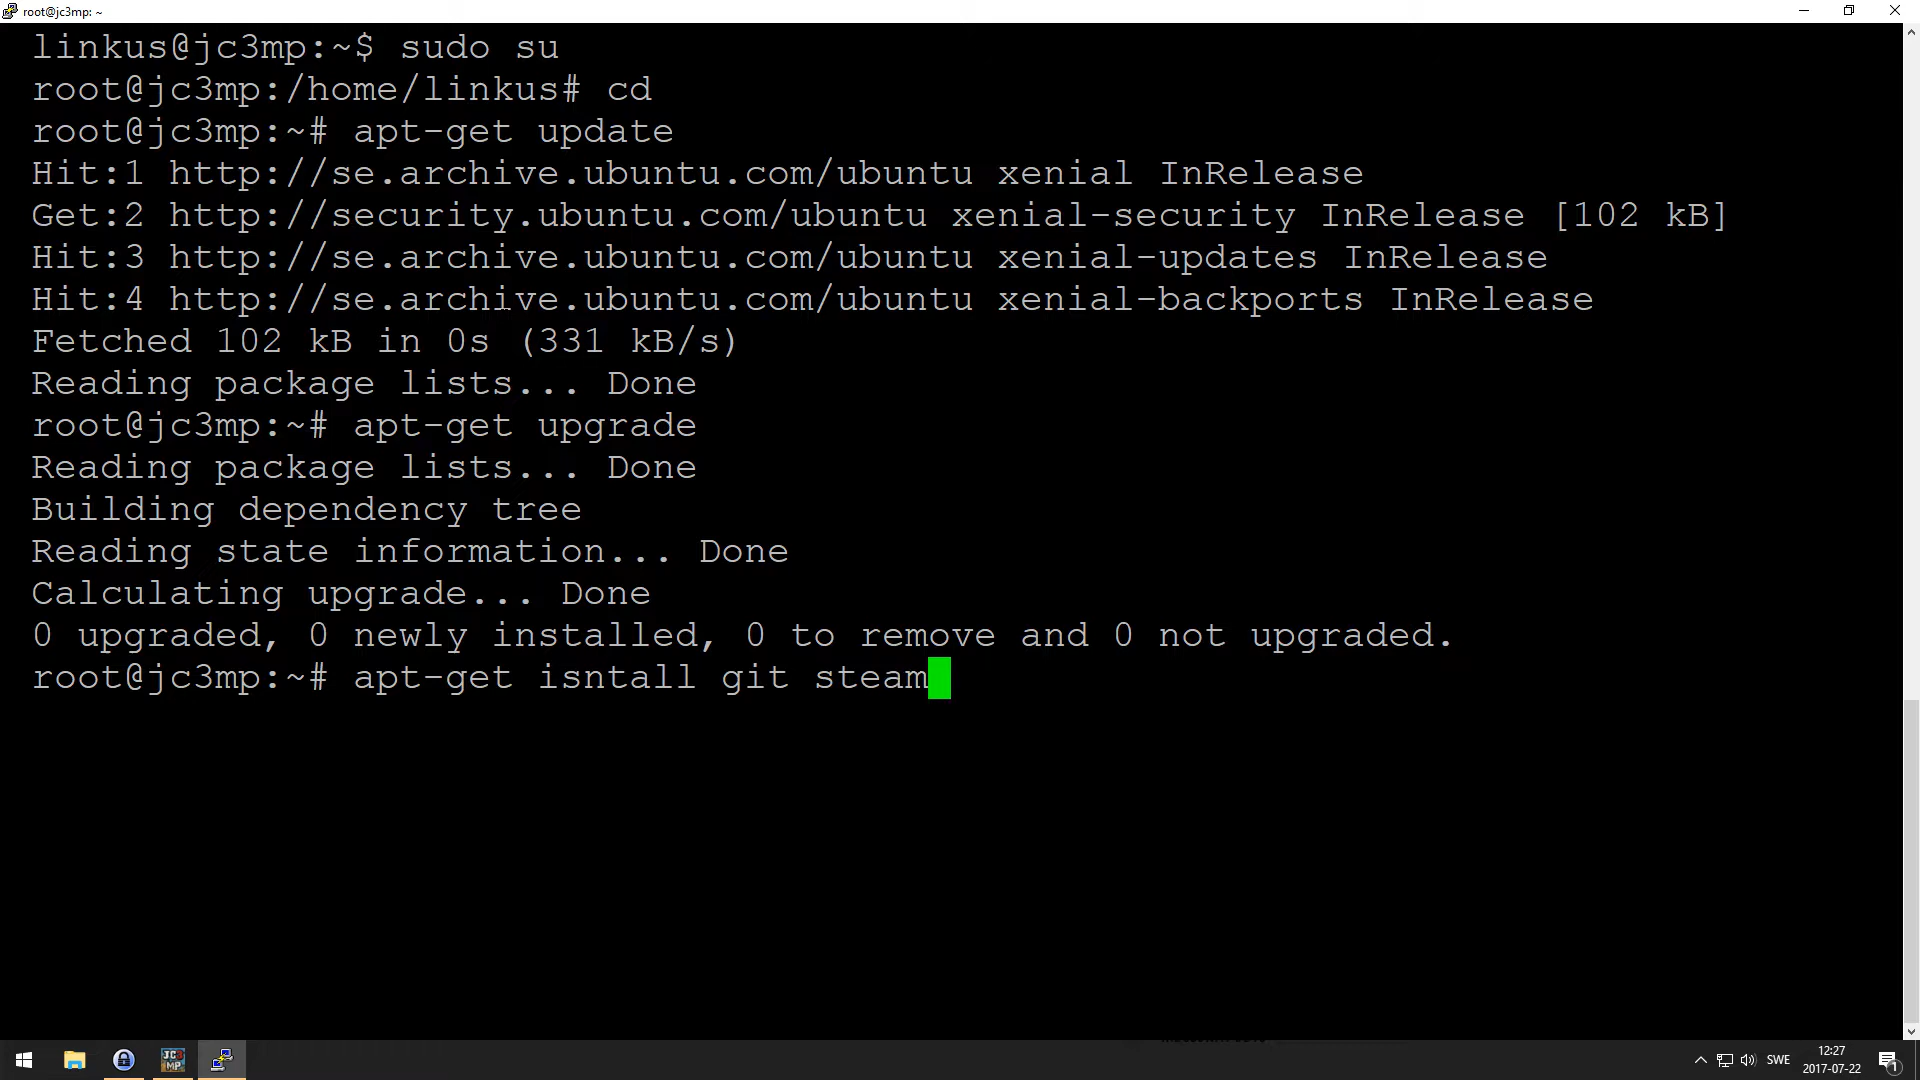 root@jc3mp: ~
linkus@jc3mp:~$ sudo su
root@jc3mp:/home/linkus# cd
root@jc3mp:~# apt-get update
Hit:1 http://se.archive.ubuntu.com/ubuntu xenial InRelease
Get:2 http://security.ubuntu.com/ubuntu xenial-security InRelease [102 kB]
Hit:3 http://se.archive.ubuntu.com/ubuntu xenial-updates InRelease
Hit:4 http://se.archive.ubuntu.com/ubuntu xenial-backports InRelease
Fetched 102 kB in 0s (331 kB/s)
Reading package lists... Done
root@jc3mp:~# apt-get upgrade
Reading package lists... Done
Building dependency tree
Reading state information... Done
Calculating upgrade... Done
0 upgraded, 0 newly installed, 0 to remove and 0 not upgraded.
root@jc3mp:~# apt-get isntall git steam
JC3 MP
SWE
12:27
2017-07-22
1